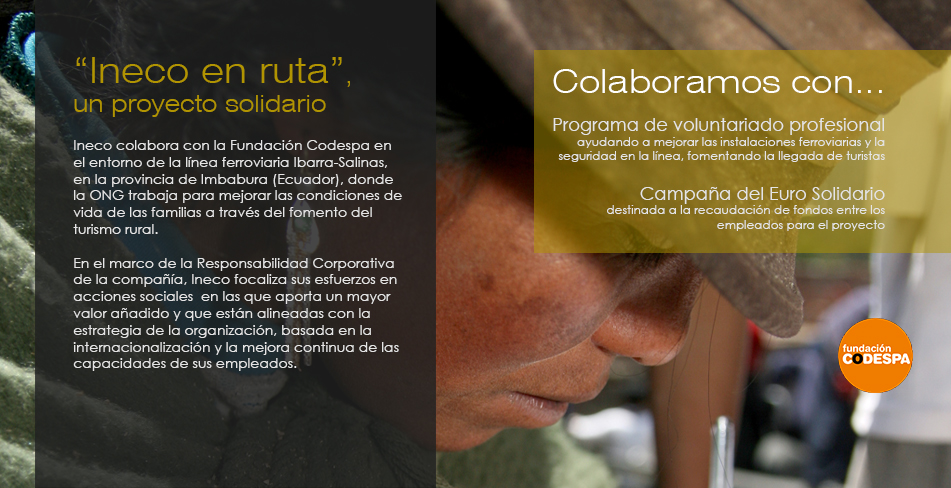 “Ineco en ruta”,
un proyecto solidario
Ineco colabora con la Fundación Codespa en
el entorno de la línea ferroviaria Ibarra-Salinas,
en la provincia de Imbabura (Ecuador), donde
la ONG trabaja para mejorar las condiciones de
vida de las familias a través del fomento del
turismo rural.
En el marco de la Responsabilidad Corporativa
de la compañía, Ineco focaliza sus esfuerzos en
acciones sociales en las que aporta un mayor
valor añadido y que están alineadas con la
estrategia de la organización, basada en la
internacionalización y la mejora continua de las
capacidades de sus empleados.
Colaboramos con...
Programa de voluntariado profesional
ayudando a mejorar las instalaciones ferroviarias y la
seguridad en la línea, fomentando la llegada de turistas
Campaña del Euro Solidario
destinada a la recaudación de fondos entre los
empleados para el proyecto
fundación
CODESPA